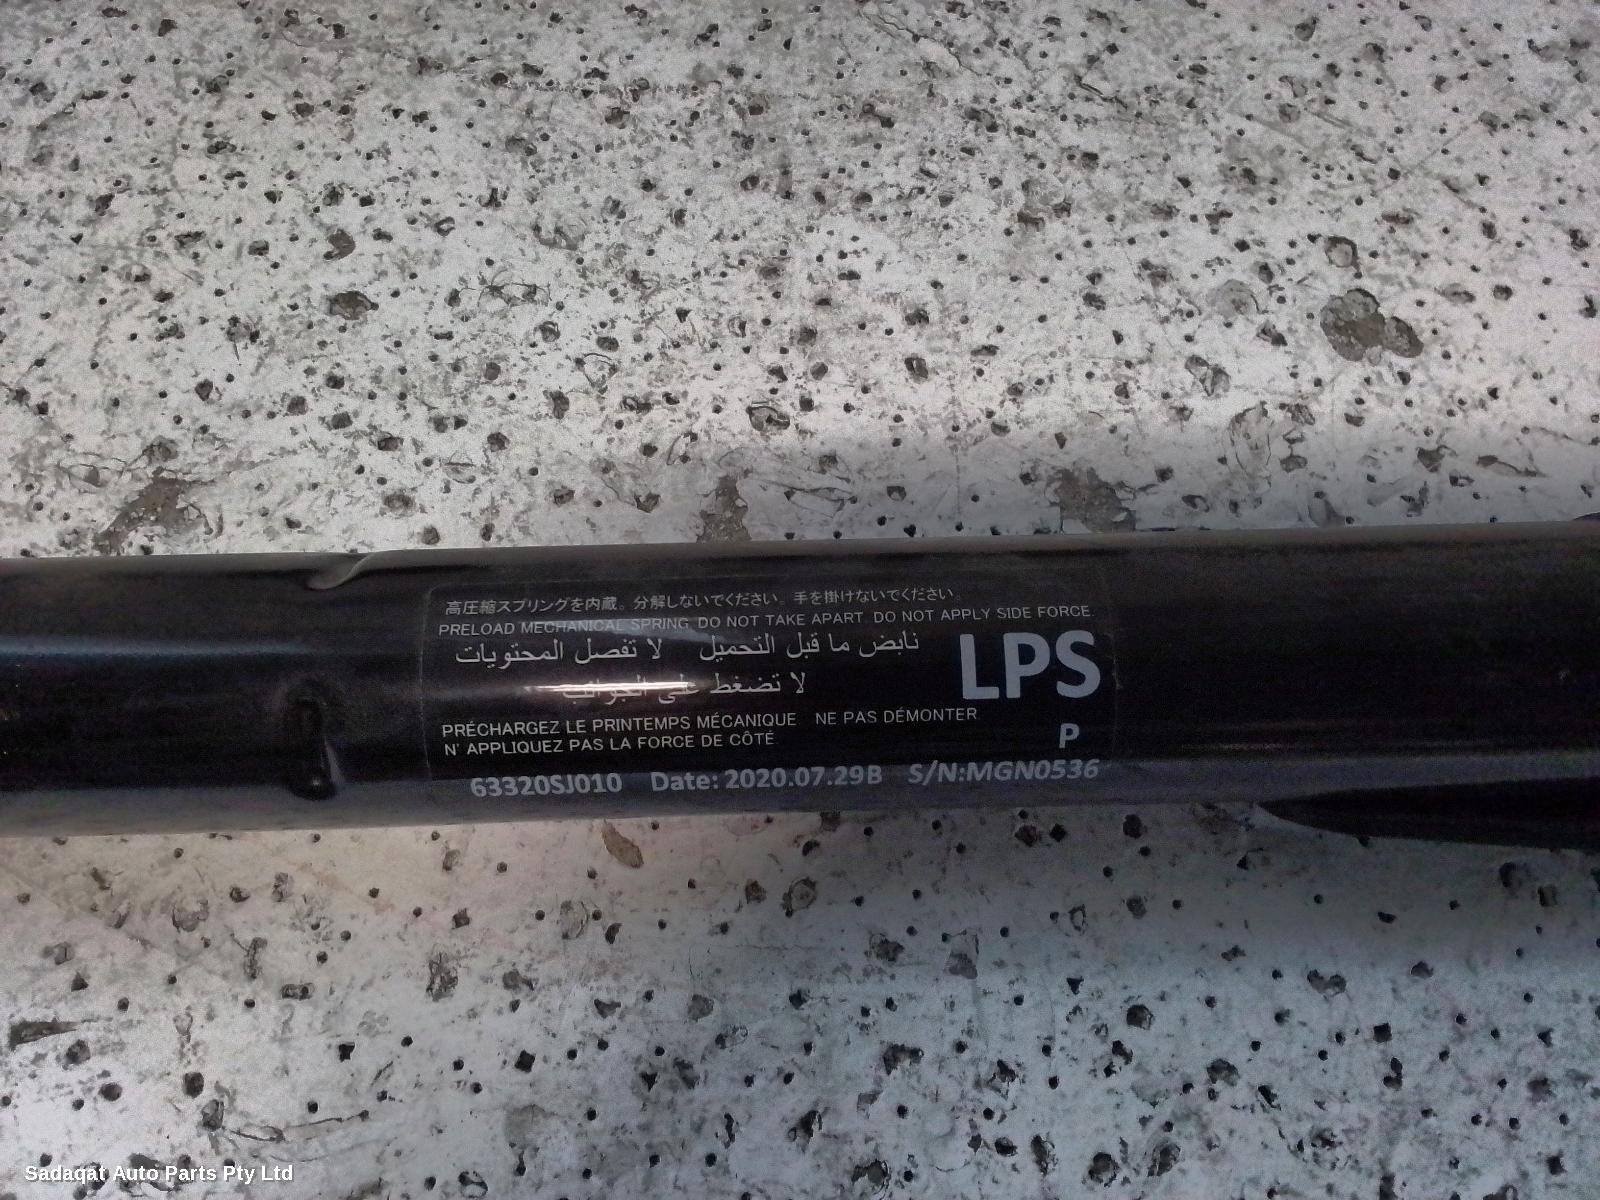 高圧縮スプリングを内蔵。分解しないでください。手を掛けないでください。
PRELOAD MECHANICAL SPRING DO NOT TAKE APART. DO NOT APPLY SIDE FORCE.
نابض ما قبل التحميل لا تفصل المحتويات
لا تضغط على الجوانب
LPS
PRÉCHARGEZ LE PRINTEMPS MÉCANIQUE NE PAS DÉMONTER
N' APPLIQUEZ PAS LA FORCE DE CÔTÉ
P
63320SJ010 Date: 2020.07.29B S/N:MGN0536
Sadaqat Auto Parts Pty Ltd